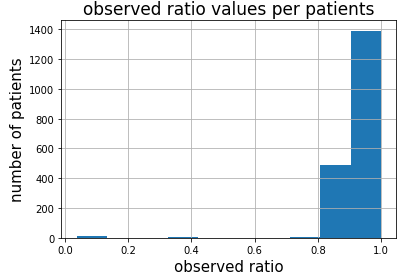 observed ratio values per patients
number of patients
1400
1200
1000
800
600
400
200
0
0.0 0.2 0.4 0.6 0.8 1.0
observed ratio